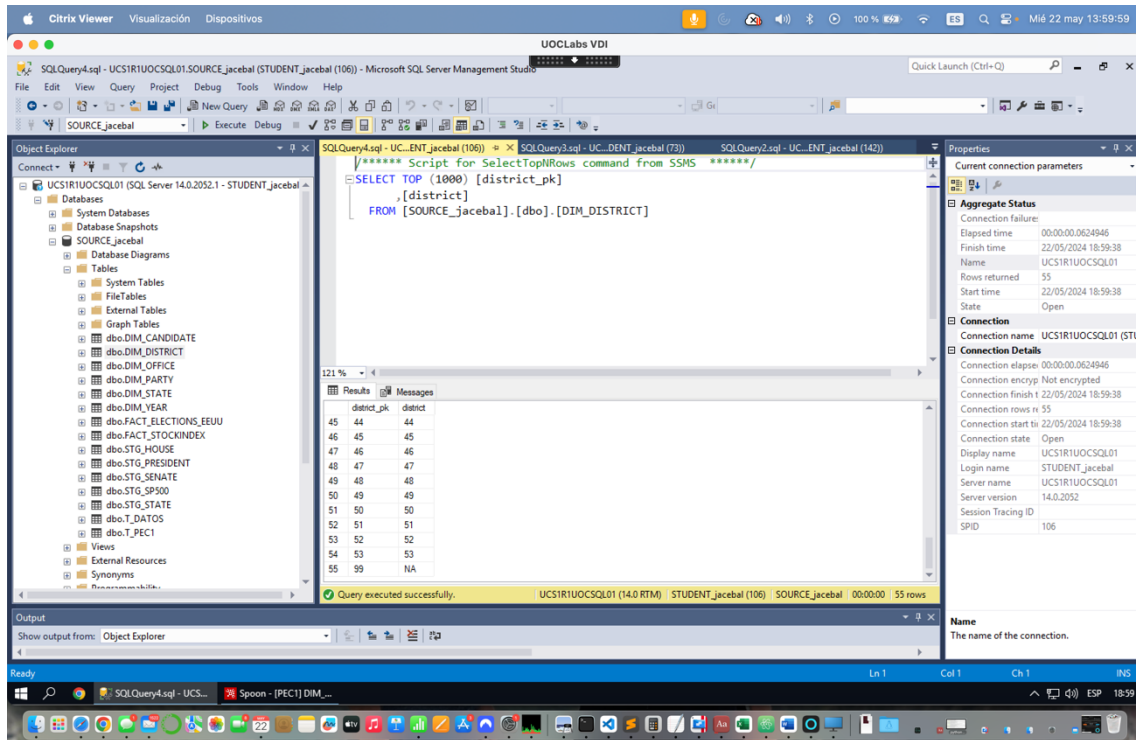 Citrix Viewer Visualización Dispositivos
100 % ES Mié 22 may 13:59:59
UOCLabs VDI
SQLQuery4.sql - UCS1R1UOCSQL01.SOURCE_jacebal (STUDENT_jacebal (106)) - Microsoft SQL Server Management Studio
Quick Launch (Ctrl+Q)
File Edit View Query Project Debug Tools Window Help
New Query
SOURCE_jacebal Execute Debug
Object Explorer
Connect
UCS1R1UOCSQL01 (SQL Server 14.0.2052.1 - STUDENT_jacebal
Databases
System Databases
Database Snapshots
SOURCE_jacebal
Database Diagrams
Tables
System Tables
FileTables
External Tables
Graph Tables
dbo.DIM_CANDIDATE
dbo.DIM_DISTRICT
dbo.DIM_OFFICE
dbo.DIM_PARTY
dbo.DIM_STATE
dbo.DIM_YEAR
dbo.FACT_ELECTIONS_EEUU
dbo.FACT_STOCKINDEX
dbo.STG_HOUSE
dbo.STG_PRESIDENT
dbo.STG_SENATE
dbo.STG_SP500
dbo.STG_STATE
dbo.T_DATOS
dbo.T_PEC1
Views
External Resources
Synonyms
Programmability
SQLQuery4.sql - UC...ENT_jacebal (106)) SQLQuery3.sql - UC...DENT_jacebal (73)) SQLQuery2.sql - UC...ENT_jacebal (142))
/****** Script for SelectTopNRows command from SSMS ******/
SELECT TOP (1000) [district_pk]
,[district]
FROM [SOURCE_jacebal].[dbo].[DIM_DISTRICT]
121 %
Results Messages
district_pk district
45 44 44
46 45 45
47 46 46
48 47 47
49 48 48
50 49 49
51 50 50
52 51 51
53 52 52
54 53 53
55 99 NA
Query executed successfully. UCS1R1UOCSQL01 (14.0 RTM) STUDENT_jacebal (106) SOURCE_jacebal 00:00:00 55 rows
Properties
Current connection parameters
Aggregate Status
Connection failure:
Elapsed time 00:00:00.0624946
Finish time 22/05/2024 18:59:38
Name UCS1R1UOCSQL01
Rows returned 55
Start time 22/05/2024 18:59:38
State Open
Connection
Connection name UCS1R1UOCSQL01 (STU
Connection Details
Connection elapse 00:00:00.0624946
Connection encryp Not encrypted
Connection finish t 22/05/2024 18:59:38
Connection rows re 55
Connection start ti 22/05/2024 18:59:38
Connection state Open
Display name UCS1R1UOCSQL01
Login name STUDENT_jacebal
Server name UCS1R1UOCSQL01
Server version 14.0.2052
Session Tracing ID
SPID 106
Name
The name of the connection.
Output
Show output from: Object Explorer
Ready Ln 1 Col 1 Ch 1 INS
SQLQuery4.sql - UCS... Spoon - [PEC1] DIM_... ESP 18:59